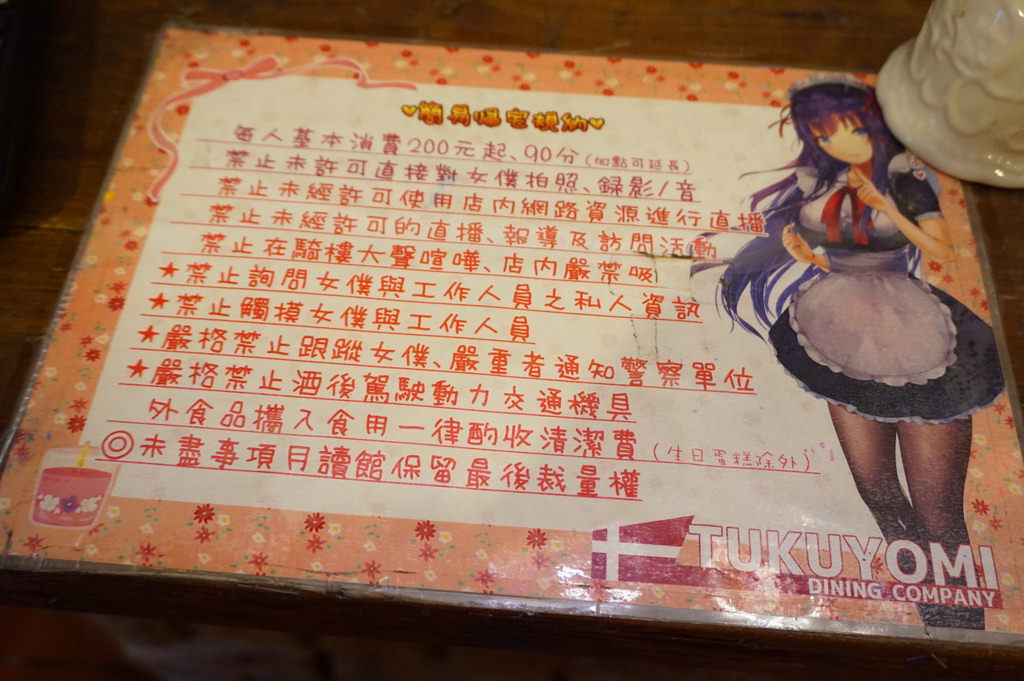 簡易歸宅規約
每人基本消費200元起、90分(加點可延長)
禁止未許可直接對女僕拍照、錄影/音
禁止未經許可使用店內網路資源進行直播
禁止未經許可的直播、報導及訪問活動
禁止在騎樓大聲喧嘩、店內嚴禁吸
★禁止詢問女僕與工作人員之私人資訊
★禁止觸摸女僕與工作人員
★嚴格禁止跟蹤女僕、嚴重者通知警察單位
★嚴格禁止酒後駕駛動力交通機具
外食品攜入食用一律酌收清潔費(生日蛋糕除外)
◎未盡事項月讀館保留最後裁量權
TUKUYOMI
DINING COMPANY